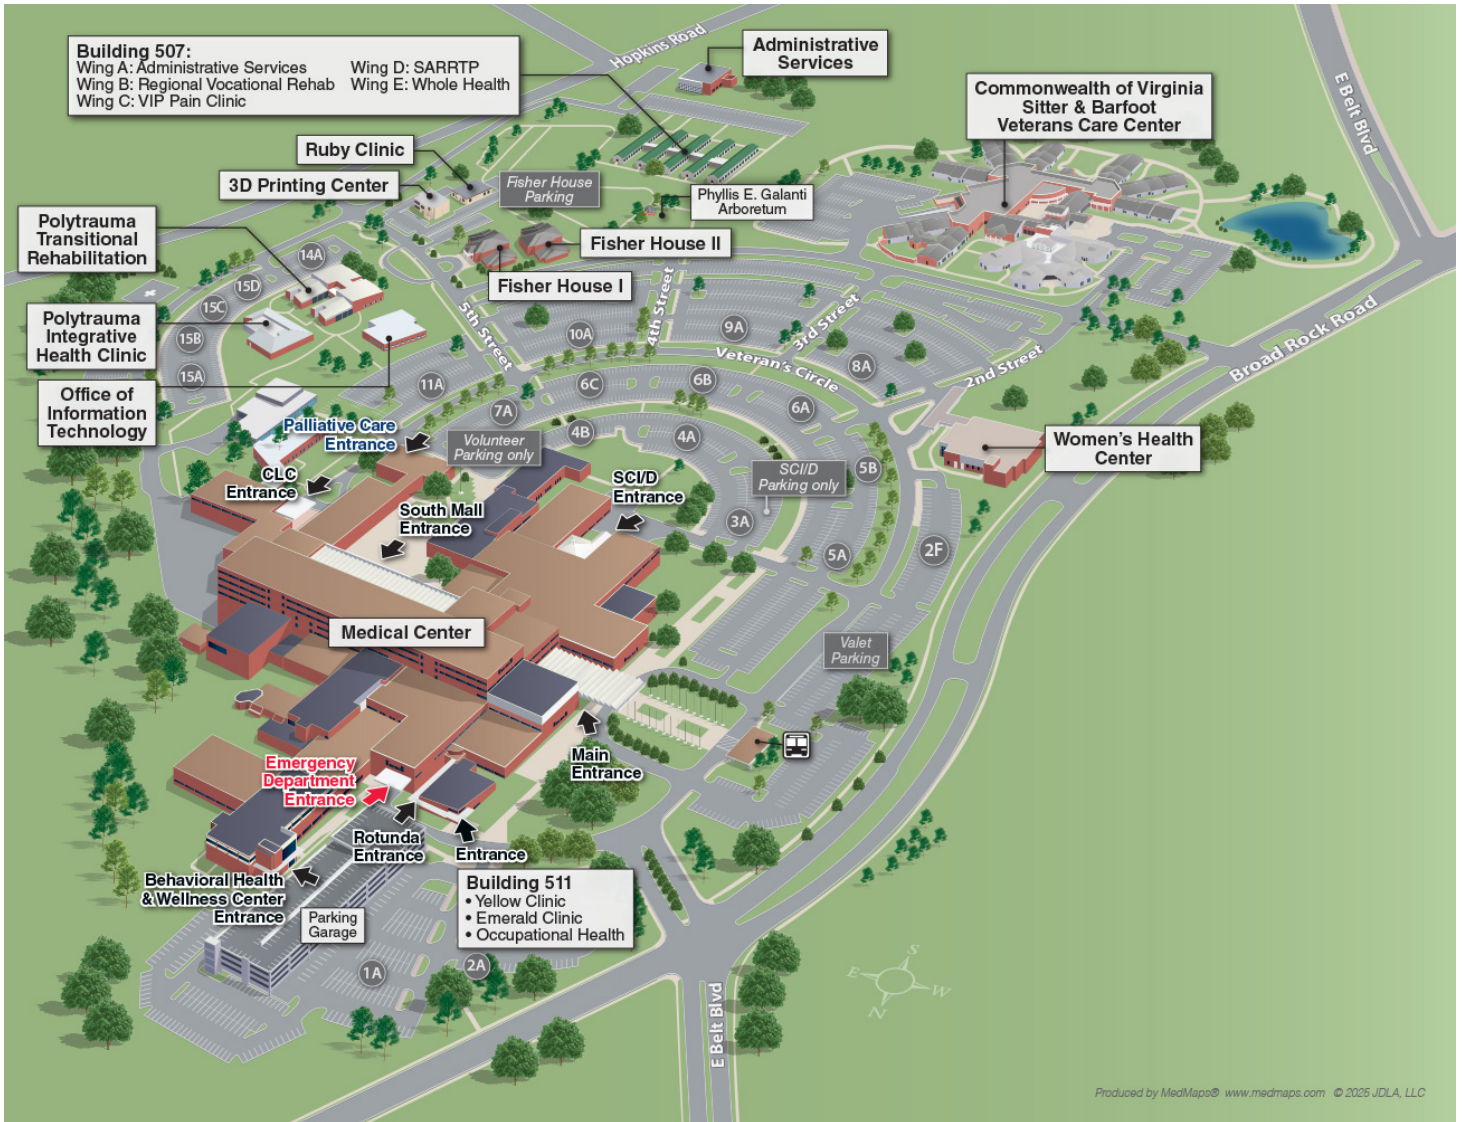 Hopkins Road
Building 507:
Wing A: Administrative Services
Wing B: Regional Vocational Rehab
Wing C: VIP Pain Clinic
Wing D: SARRTP
Wing E: Whole Health
Administrative
Services
E Belt Blvd
Commonwealth of Virginia
Sitter & Barfoot
Veterans Care Center
Ruby Clinic
3D Printing Center
Fisher House
Parking
Phyllis E. Galanti
Arboretum
Polytrauma
Transitional
Rehabilitation
Fisher House II
Fisher House I
14A
15D
15C
15B
15A
Polytrauma
Integrative
Health Clinic
Office of
Information
Technology
5th Street
4th Street
3rd Street
2nd Street
Veteran's Circle
Broad Rock Road
10A
9A
8A
11A
7A
6C
6B
6A
4B
4A
5B
3A
5A
2F
Palliative Care
Entrance
Volunteer
Parking only
SCI/D
Parking only
Women's Health
Center
CLC
Entrance
SCI/D
Entrance
South Mall
Entrance
Medical Center
Valet
Parking
Main
Entrance
Emergency
Department
Entrance
Rotunda
Entrance
Entrance
Behavioral Health
& Wellness Center
Entrance
Building 511
• Yellow Clinic
• Emerald Clinic
• Occupational Health
Parking
Garage
1A
2A
E Belt Blvd
S
E
W
N
Produced by MedMaps® www.medmaps.com © 2025 JDLA, LLC